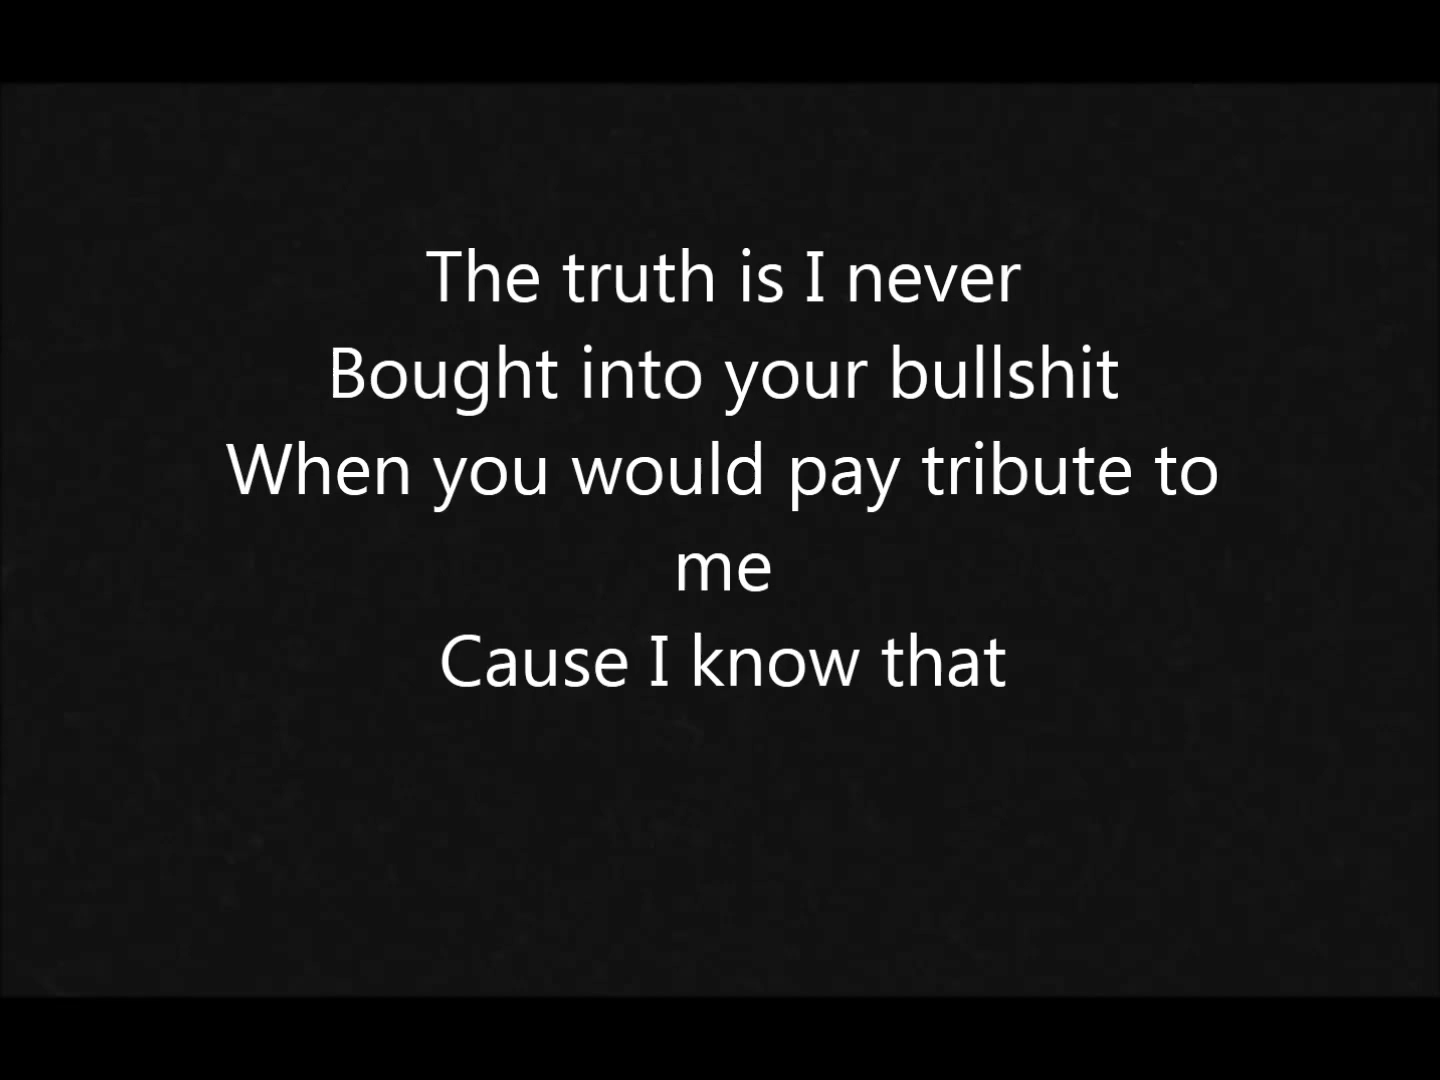 The truth is I never
Bought into your bullshit
When you would pay tribute to
me
Cause I know that